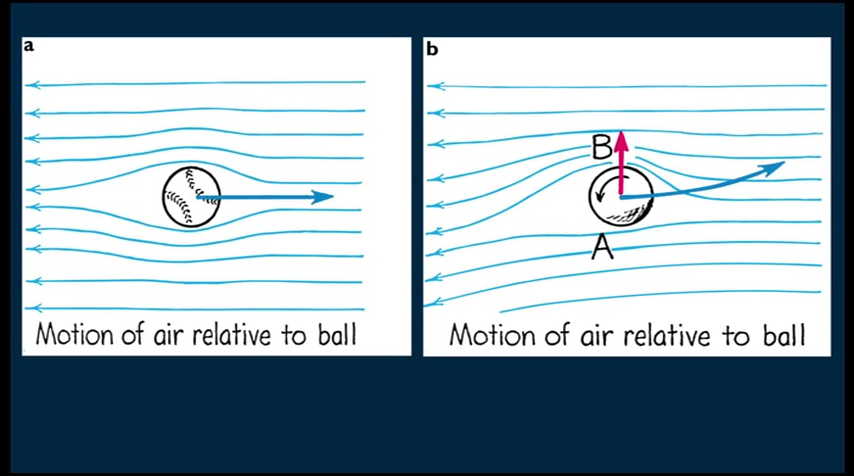 a
Motion of air relative to ball
b
B
A
Motion of air relative to ball